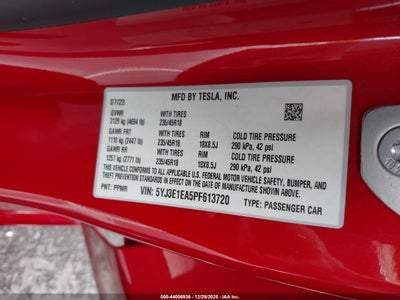 MFD BY TESLA, INC.
07/23
GVWR WITH TIRES
2129 kg (4694 lb) 235/45R18
GAWR FRT WITH TIRES RIM COLD TIRE PRESSURE
1110 kg (2447 lb) 235/45R18 18X8.5J 290 kPa, 42 psi
GAWR RR WITH TIRES RIM COLD TIRE PRESSURE
1257 kg (2771 lb) 235/45R18 18X8.5J 290 kPa, 42 psi
THIS VEHICLE CONFORMS TO ALL APPLICABLE FEDERAL MOTOR VEHICLE SAFETY, BUMPER, AND
THEFT PREVENTION STANDARDS IN EFFECT ON THE DATE OF MANUFACTURE SHOWN ABOVE.
PNT: PPMR VIN: 5YJ3E1EA5PF613720 TYPE: PASSENGER CAR
000-44006936 - 12/29/2025 - IAA Holdings, LLC